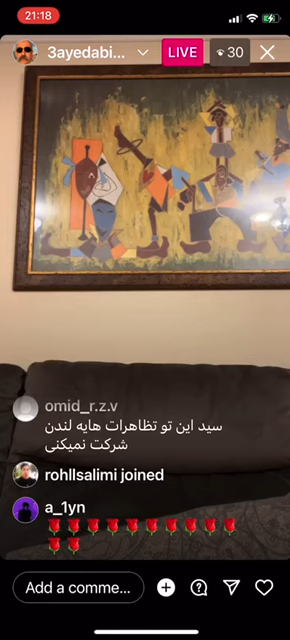 21:18
3ayedabi...
LIVE
30
omid_r.z.v
سید این تو تظاهرات هایه لندن
شرکت نمیکنی
rohllsalimi joined
a_1yn
Add a comme...